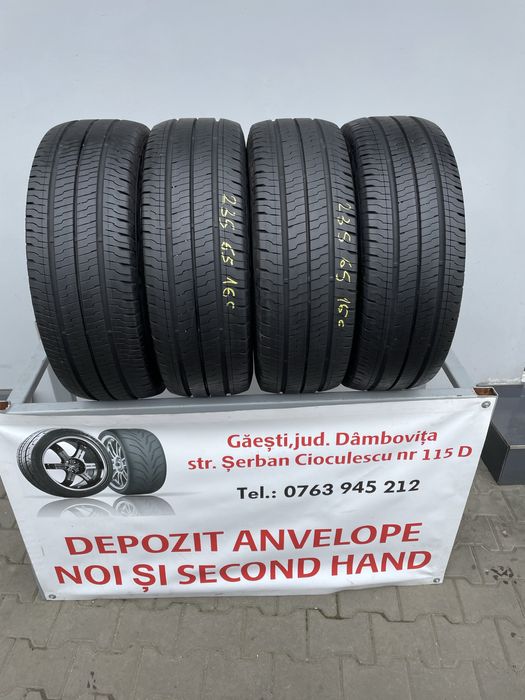 235 65 16c
235 65 16c
Găești,jud. Dâmbovița
str. Șerban Cioculescu nr 115 D
Tel.: 0763 945 212
DEPOZIT ANVELOPE
NOI ȘI SECOND HAND